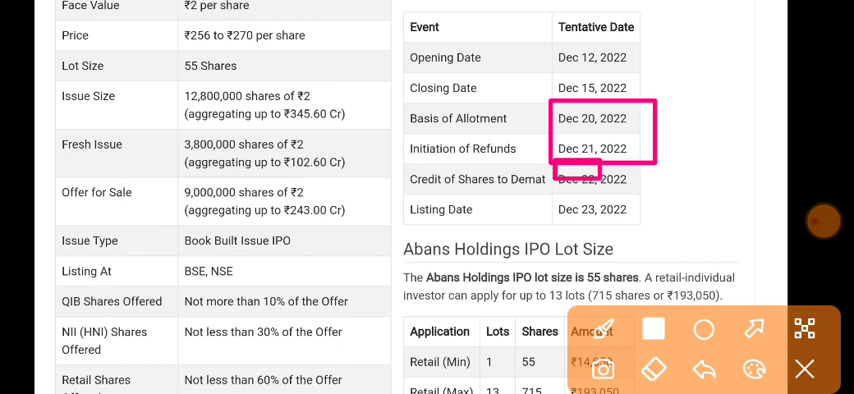 Face Value ₹2 per share
Price ₹256 to ₹270 per share
Lot Size 55 Shares
Issue Size 12,800,000 shares of ₹2
(aggregating up to ₹345.60 Cr)
Fresh Issue 3,800,000 shares of ₹2
(aggregating up to ₹102.60 Cr)
Offer for Sale 9,000,000 shares of ₹2
(aggregating up to ₹243.00 Cr)
Issue Type Book Built Issue IPO
Listing At BSE, NSE
QIB Shares Offered Not more than 10% of the Offer
NII (HNI) Shares Not less than 30% of the Offer
Offered
Retail Shares Not less than 60% of the Offer
Event Tentative Date
Opening Date Dec 12, 2022
Closing Date Dec 15, 2022
Basis of Allotment Dec 20, 2022
Initiation of Refunds Dec 21, 2022
Credit of Shares to Demat Dec 22, 2022
Listing Date Dec 23, 2022
Abans Holdings IPO Lot Size
The Abans Holdings IPO lot size is 55 shares. A retail-individual
investor can apply for up to 13 lots (715 shares or ₹193,050).
Application Lots Shares Amount
Retail (Min) 1 55
Retail (Max) 13 715 ₹193,050